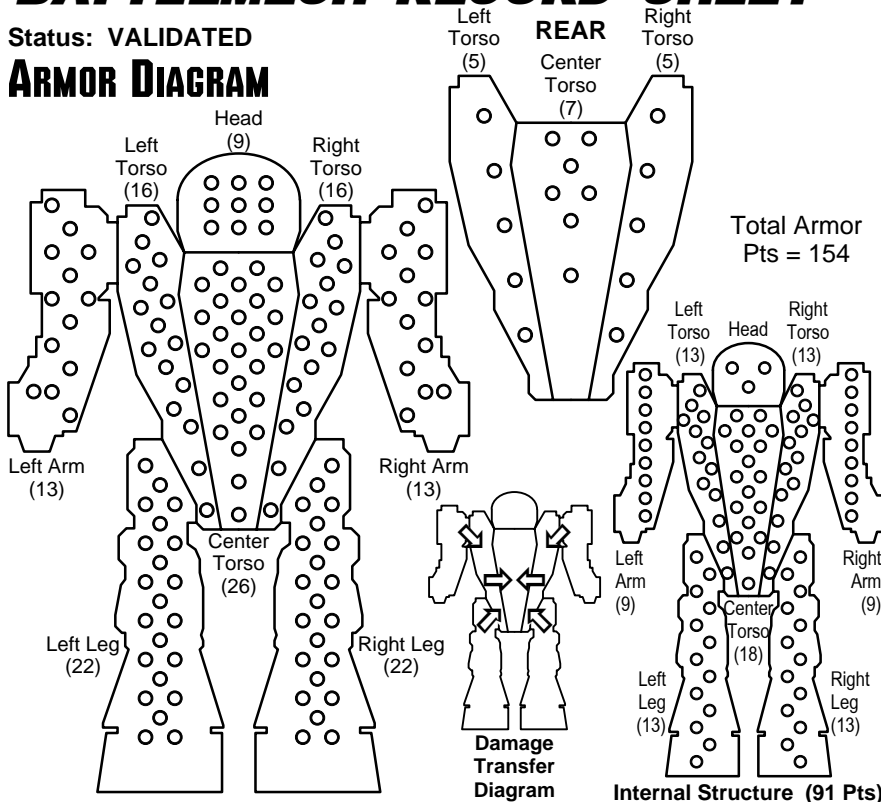 BATTLEMECH RECORD SHEET
Status: VALIDATED
ARMOR DIAGRAM
Head
(9)
Left
Torso
(16)
Right
Torso
(16)
Left Arm
(13)
Right Arm
(13)
Center
Torso
(26)
Left Leg
(22)
Right Leg
(22)
Left
Torso
(5)
REAR
Center
Torso
(7)
Right
Torso
(5)
Total Armor
Pts = 154
Left
Torso
(13)
Head
Right
Torso
(13)
Left
Arm
(9)
Right
Arm
(9)
Center
Torso
(18)
Left
Leg
(13)
Right
Leg
(13)
Damage
Transfer
Diagram
Internal Structure (91 Pts)